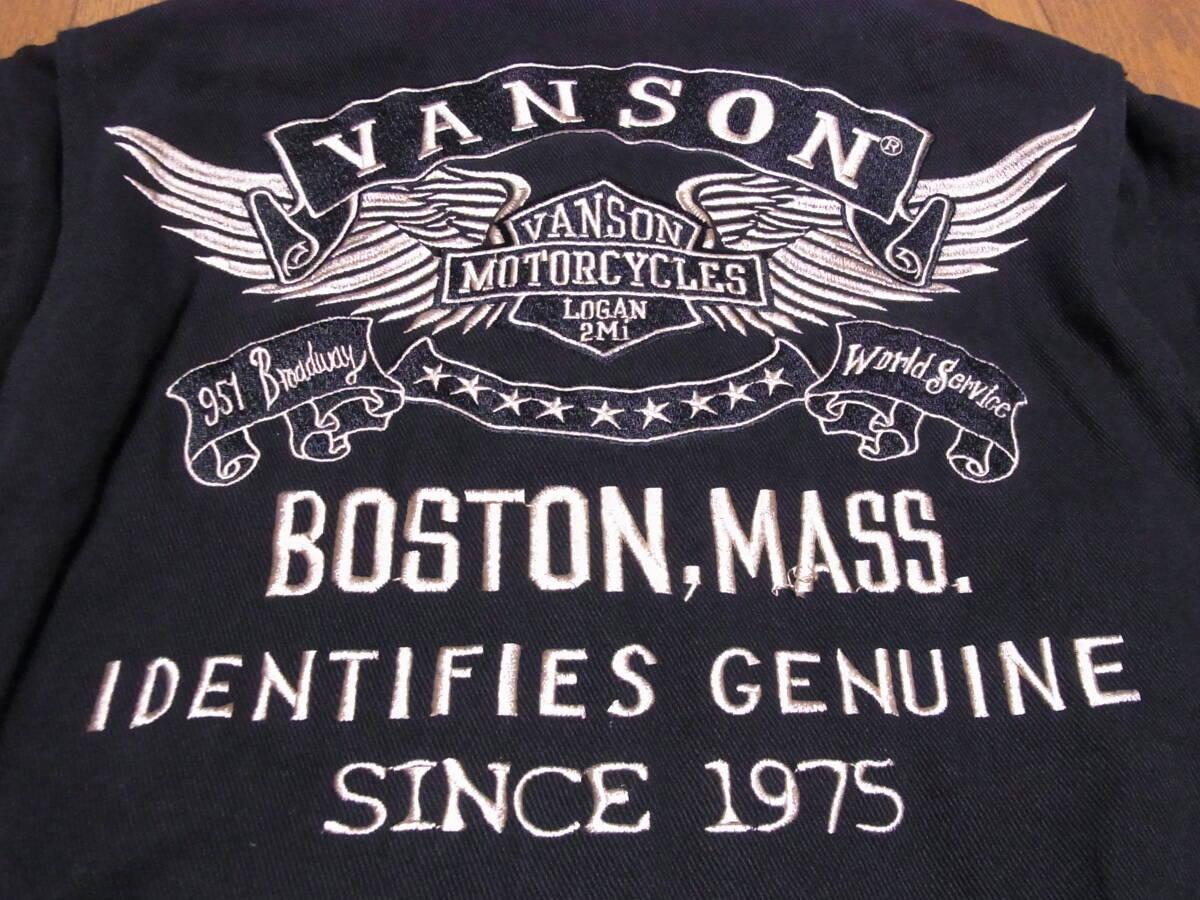 VANSON®
VANSON
MOTORCYCLES
LOGAN
2Mi
951 Broadway
World Service
BOSTON, MASS.
IDENTIFIES GENUINE
SINCE 1975